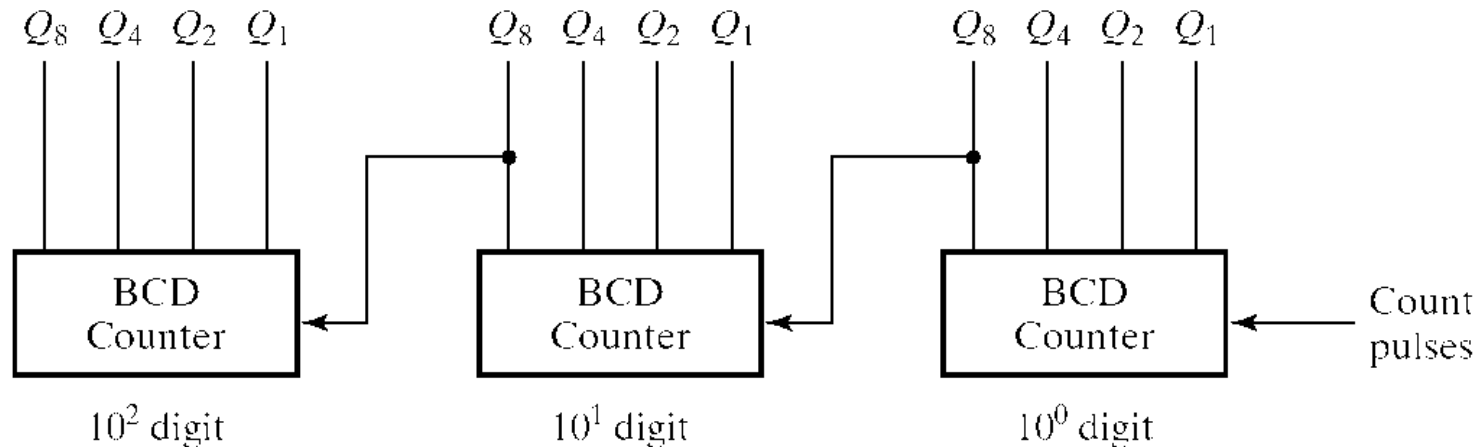 Q₈ Q₄ Q₂ Q₁ Q₈ Q₄ Q₂ Q₁ Q₈ Q₄ Q₂ Q₁
BCD
Counter
BCD
Counter
BCD
Counter
Count
pulses
10² digit 10¹ digit 10⁰ digit